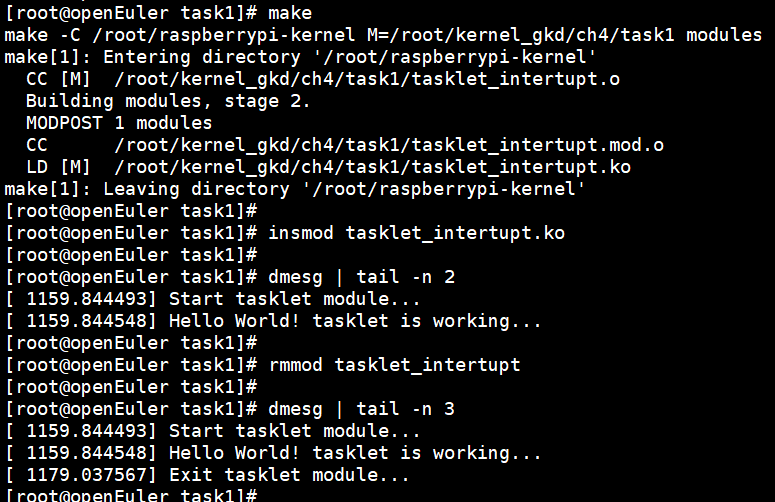 [root@openEuler task1]# make
make -C /root/raspberrypi-kernel M=/root/kernel_gkd/ch4/task1 modules
make[1]: Entering directory '/root/raspberrypi-kernel'
  CC [M]  /root/kernel_gkd/ch4/task1/tasklet_intertupt.o
  Building modules, stage 2.
  MODPOST 1 modules
  CC      /root/kernel_gkd/ch4/task1/tasklet_intertupt.mod.o
  LD [M]  /root/kernel_gkd/ch4/task1/tasklet_intertupt.ko
make[1]: Leaving directory '/root/raspberrypi-kernel'
[root@openEuler task1]#
[root@openEuler task1]# insmod tasklet_intertupt.ko
[root@openEuler task1]#
[root@openEuler task1]# dmesg | tail -n 2
[ 1159.844493] Start tasklet module...
[ 1159.844548] Hello World! tasklet is working...
[root@openEuler task1]#
[root@openEuler task1]# rmmod tasklet_intertupt
[root@openEuler task1]#
[root@openEuler task1]# dmesg | tail -n 3
[ 1159.844493] Start tasklet module...
[ 1159.844548] Hello World! tasklet is working...
[ 1179.037567] Exit tasklet module...
[root@openEuler task1]#